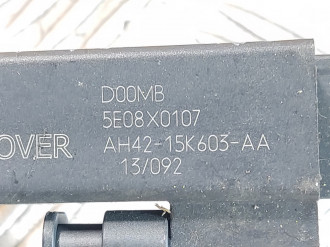 D00MB
5E08X0107
OVER AH42-15K603-AA
13/092